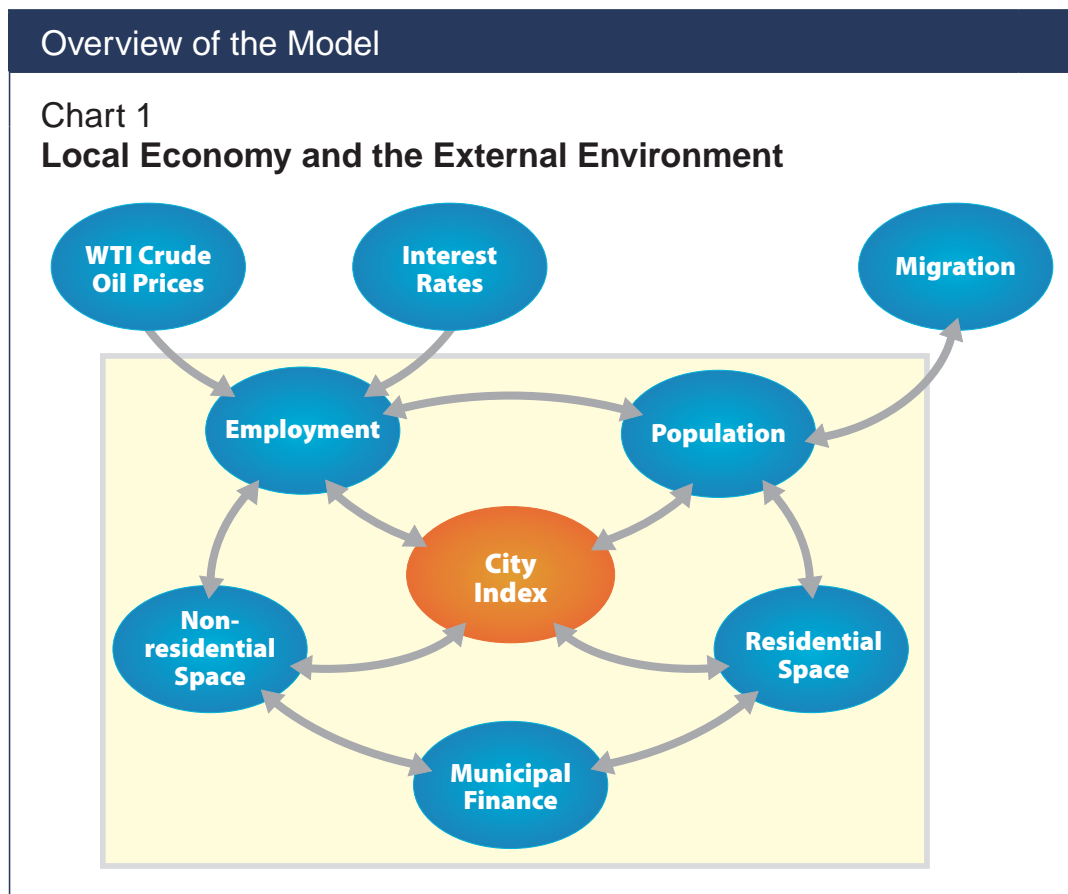 Overview of the Model
Chart 1
Local Economy and the External Environment
WTI Crude
Oil Prices
Interest
Rates
Migration
Employment
Population
City
Index
Non-
residential
Space
Residential
Space
Municipal
Finance